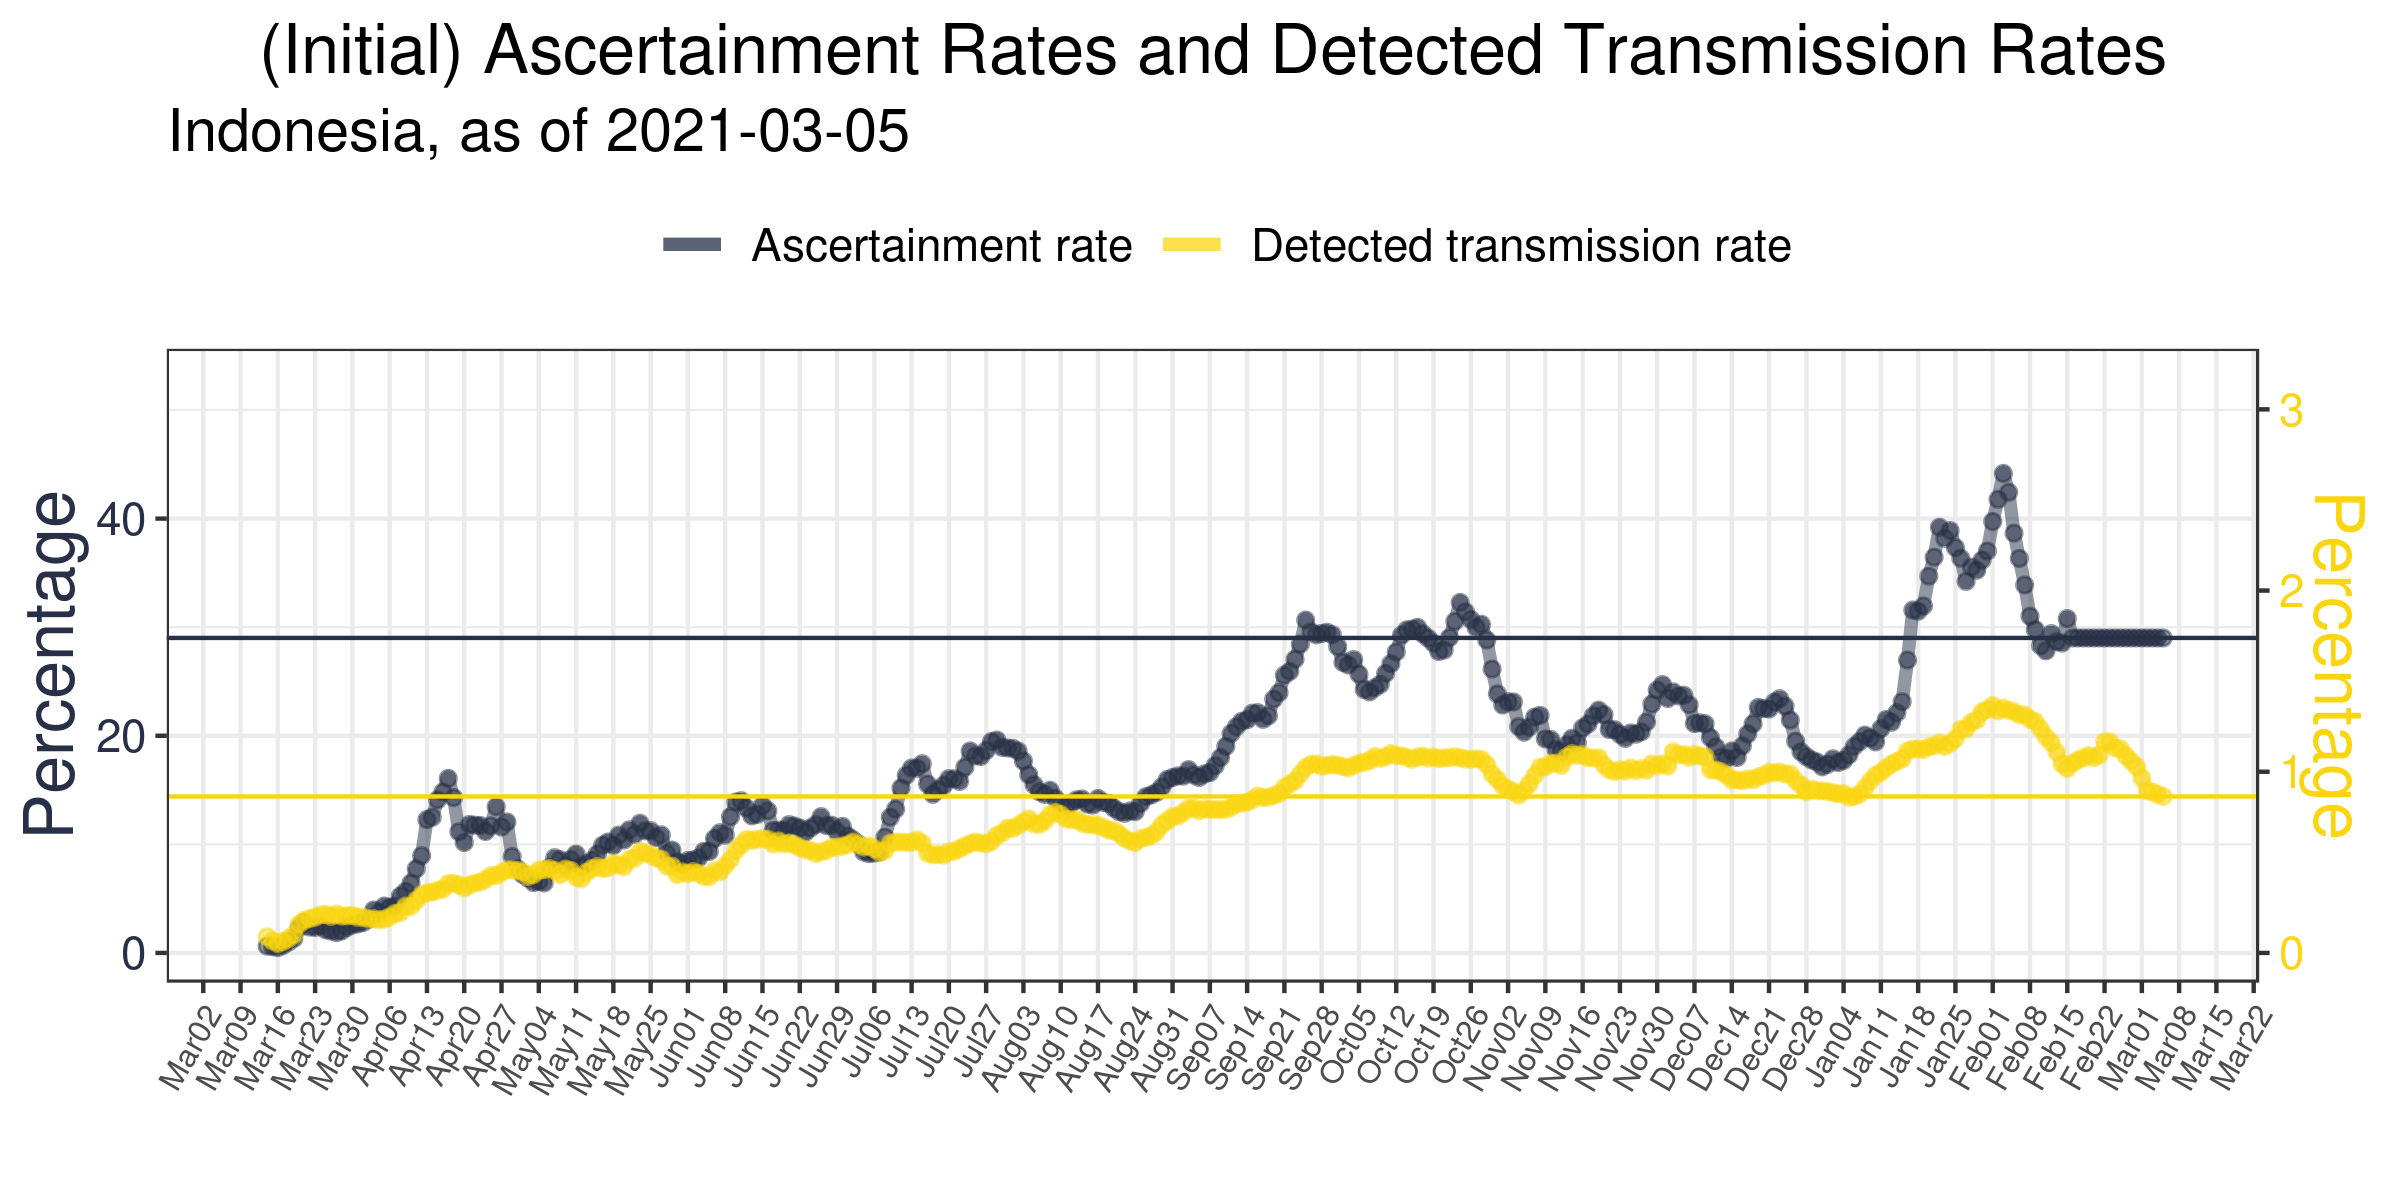 (Initial) Ascertainment Rates and Detected Transmission Rates
Indonesia, as of 2021-03-05
Ascertainment rate Detected transmission rate
Percentage
40
20
0
3
2
1
0
Percentage
Mar02 Mar09 Mar16 Mar23 Mar30 Apr06 Apr13 Apr20 Apr27 May04 May11 May18 May25 Jun01 Jun08 Jun15 Jun22 Jun29 Jul06 Jul13 Jul20 Jul27 Aug03 Aug10 Aug17 Aug24 Aug31 Sep07 Sep14 Sep21 Sep28 Oct05 Oct12 Oct19 Oct26 Nov02 Nov09 Nov16 Nov23 Nov30 Dec07 Dec14 Dec21 Dec28 Jan04 Jan11 Jan18 Jan25 Feb01 Feb08 Feb15 Feb22 Mar01 Mar08 Mar15 Mar22